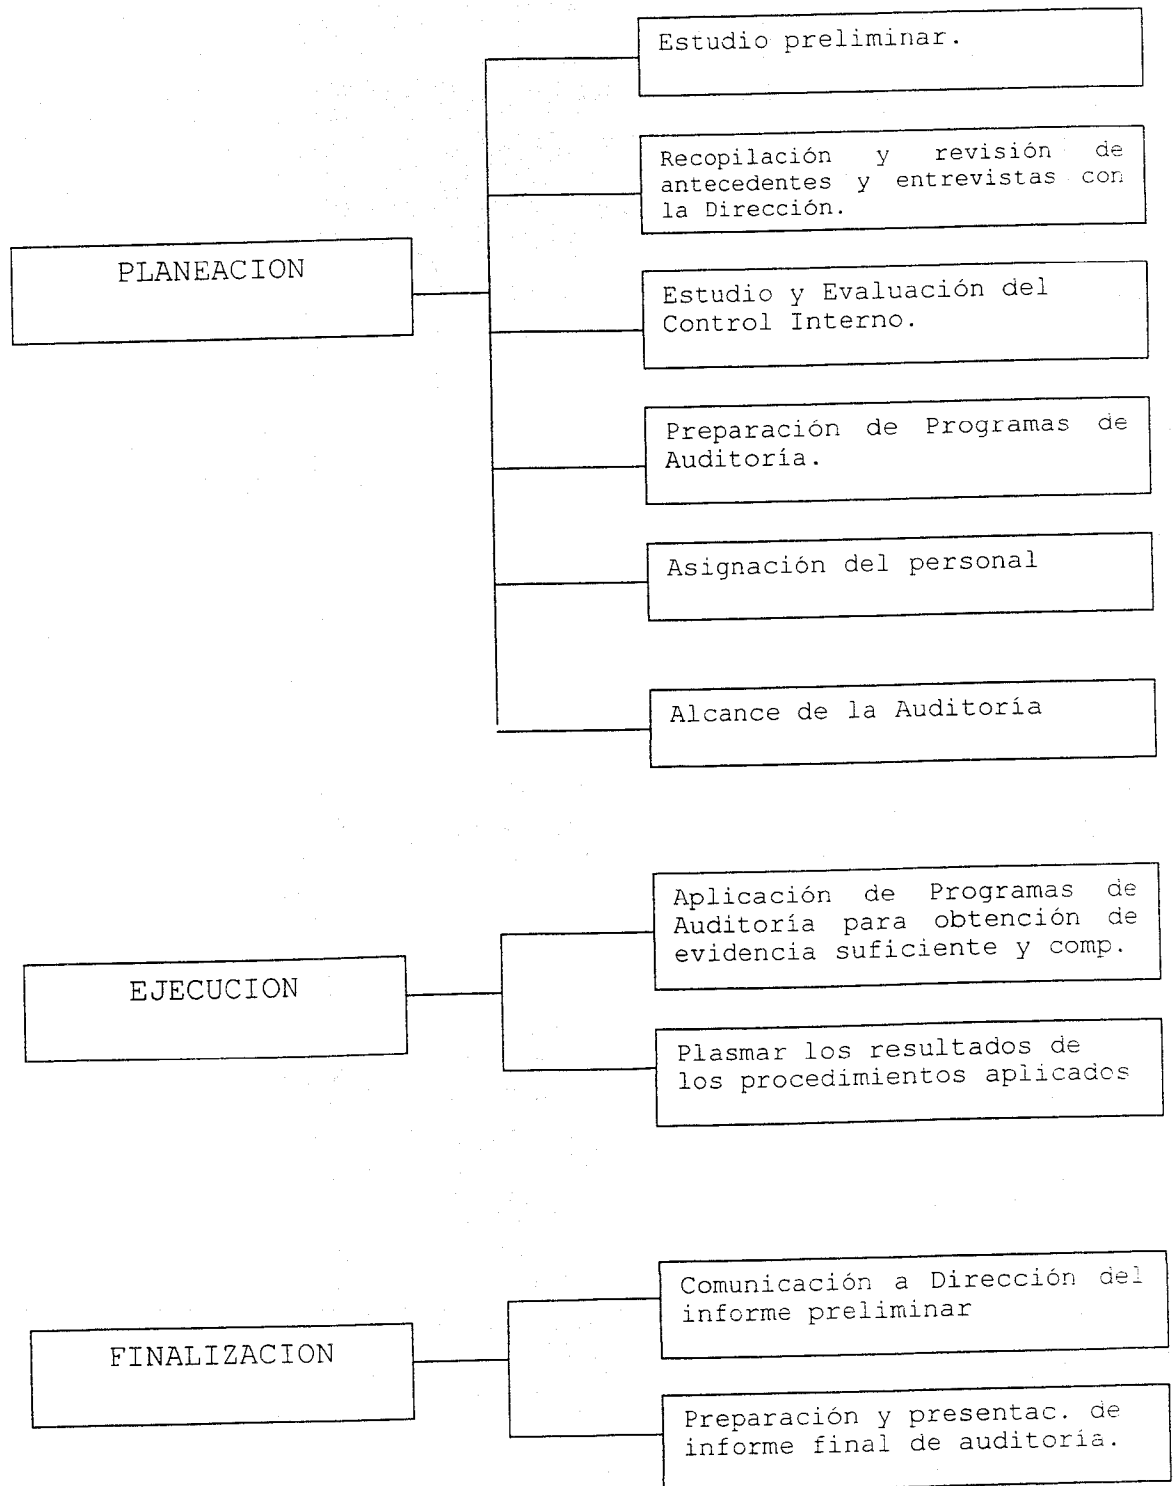 Estudio preliminar.
Recopilación y revisión de
antecedentes y entrevistas con
la Dirección.
PLANEACION
Estudio y Evaluación del
Control Interno.
Preparación de Programas de
Auditoría.
Asignación del personal
Alcance de la Auditoría
Aplicación de Programas de
Auditoría para obtención de
evidencia suficiente y comp.
EJECUCION
Plasmar los resultados de
los procedimientos aplicados
Comunicación a Dirección del
informe preliminar
FINALIZACION
Preparación y presentac. de
informe final de auditoría.